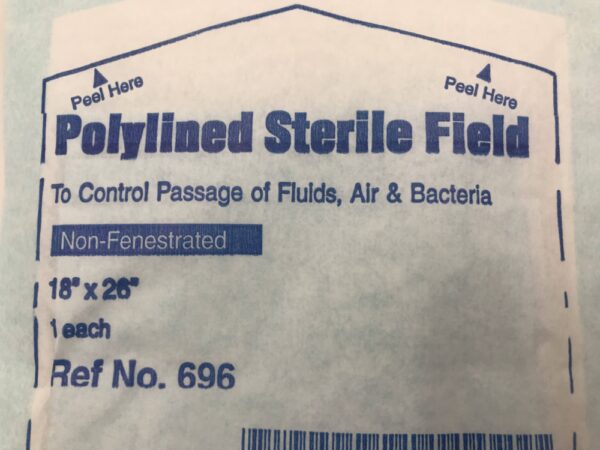 Peel Here
Peel Here
Polylined Sterile Field
To Control Passage of Fluids, Air & Bacteria
Non-Fenestrated
18" x 26"
1 each
Ref No. 696